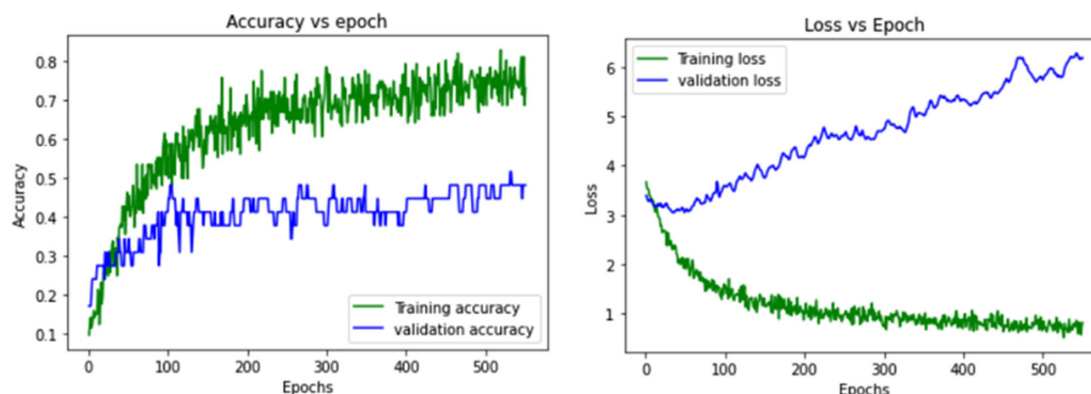 Accuracy vs epoch
0.8
0.7
0.6
0.5
0.4
0.3
0.2
0.1
Accuracy
Training accuracy
validation accuracy
0 100 200 300 400 500
Epochs
Loss vs Epoch
Training loss
validation loss
6
5
4
3
2
1
Loss
0 100 200 300 400 500
Epochs